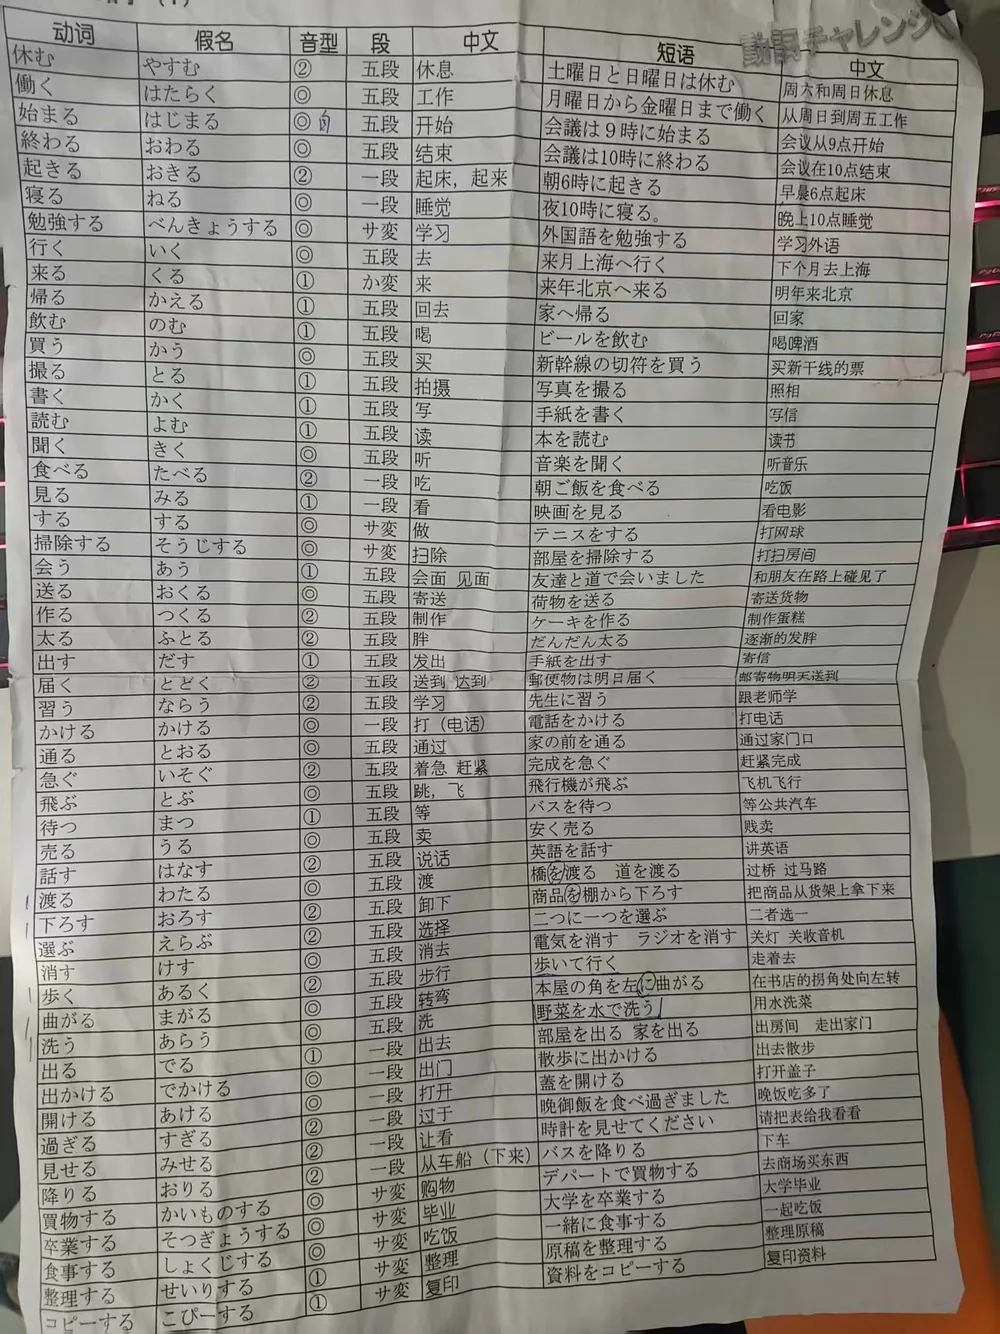 动词 假名 音型 段 中文 短语 中文
動詞チャレンジ
休む やすむ ② 五段 休息 土曜日と日曜日は休む 周六和周日休息
働く はたらく ◎ 五段 工作 月曜日から金曜日まで働く 从周日到周五工作
始まる はじまる ◎自 五段 开始 会議は９時に始まる 会议从9点开始
終わる おわる ◎ 五段 结束 会議は10時に終わる 会议在10点结束
起きる おきる ② 一段 起床，起来 朝6時に起きる 早晨6点起床
寝る ねる ◎ 一段 睡觉 夜10時に寝る。 晚上10点睡觉
勉強する べんきょうする ◎ サ変 学习 外国語を勉強する 学习外语
行く いく ◎ 五段 去 来月上海へ行く 下个月去上海
来る くる ① か変 来 来年北京へ来る 明年来北京
帰る かえる ① 五段 回去 家へ帰る 回家
飲む のむ ① 五段 喝 ビールを飲む 喝啤酒
買う かう ◎ 五段 买 新幹線の切符を買う 买新干线的票
撮る とる ① 五段 拍摄 写真を撮る 照相
書く かく ① 五段 写 手紙を書く 写信
読む よむ ① 五段 读 本を読む 读书
聞く きく ◎ 五段 听 音楽を聞く 听音乐
食べる たべる ② 一段 吃 朝ご飯を食べる 吃饭
見る みる ① 一段 看 映画を見る 看电影
する する ◎ サ変 做 テニスをする 打网球
掃除する そうじする ◎ サ変 扫除 部屋を掃除する 打扫房间
会う あう ① 五段 会面 见面 友達と道で会いました 和朋友在路上碰见了
送る おくる ◎ 五段 寄送 荷物を送る 寄送货物
作る つくる ② 五段 制作 ケーキを作る 制作蛋糕
太る ふとる ② 五段 胖 だんだん太る 逐渐的发胖
出す だす ① 五段 发出 手紙を出す 寄信
届く とどく ② 五段 送到 达到 郵便物は明日届く 邮寄物明天送到
習う ならう ② 五段 学习 先生に習う 跟老师学
かける かける ◎ 一段 打（电话） 電話をかける 打电话
通る とおる ◎ 五段 通过 家の前を通る 通过家门口
急ぐ いそぐ ② 五段 着急 赶紧 完成を急ぐ 赶紧完成
飛ぶ とぶ ◎ 五段 跳，飞 飛行機が飛ぶ 飞机飞行
待つ まつ ① 五段 等 バスを待つ 等公共汽车
売る うる ◎ 五段 卖 安く売る 贱卖
話す はなす ② 五段 说话 英語を話す 讲英语
渡る わたる ◎ 五段 渡 橋を渡る 道を渡る 过桥 过马路
下ろす おろす ② 五段 卸下 商品を棚から下ろす 把商品从货架上拿下来
選ぶ えらぶ ② 五段 选择 二つに一つを選ぶ 二者选一
消す けす ◎ 五段 消去 電気を消す ラジオを消す 关灯 关收音机
歩く あるく ② 五段 步行 歩いて行く 走着去
曲がる まがる ◎ 五段 转弯 本屋の角を左に曲がる 在书店的拐角处向左转
洗う あらう ◎ 五段 洗 野菜を水で洗う 用水洗菜
出る でる ① 一段 出去 部屋を出る 家を出る 出房间 走出家门
出かける でかける ◎ 一段 出门 散歩に出かける 出去散步
開ける あける ◎ 一段 打开 蓋を開ける 打开盖子
過ぎる すぎる ② 一段 过于 晩御飯を食べ過ぎました 晚饭吃多了
見せる みせる ② 一段 让看 時計を見せてください 请把表给我看看
降りる おりる ② 一段 从车船（下来） バスを降りる 下车
買物する かいものする ◎ サ変 购物 デパートで買物する 去商场买东西
卒業する そつぎょうする ◎ サ変 毕业 大学を卒業する 大学毕业
食事する しょくじする ◎ サ変 吃饭 一緒に食事する 一起吃饭
整理する せいりする ① サ変 整理 原稿を整理する 整理原稿
コピーする こぴーする ① サ変 复印 資料をコピーする 复印资料